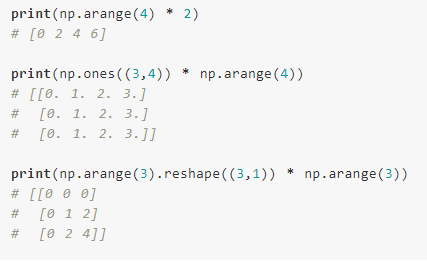 print(np.arange(4) * 2)
# [0 2 4 6]

print(np.ones((3,4)) * np.arange(4))
# [[0. 1. 2. 3.]
#  [0. 1. 2. 3.]
#  [0. 1. 2. 3.]]

print(np.arange(3).reshape((3,1)) * np.arange(3))
# [[0 0 0]
#  [0 1 2]
#  [0 2 4]]